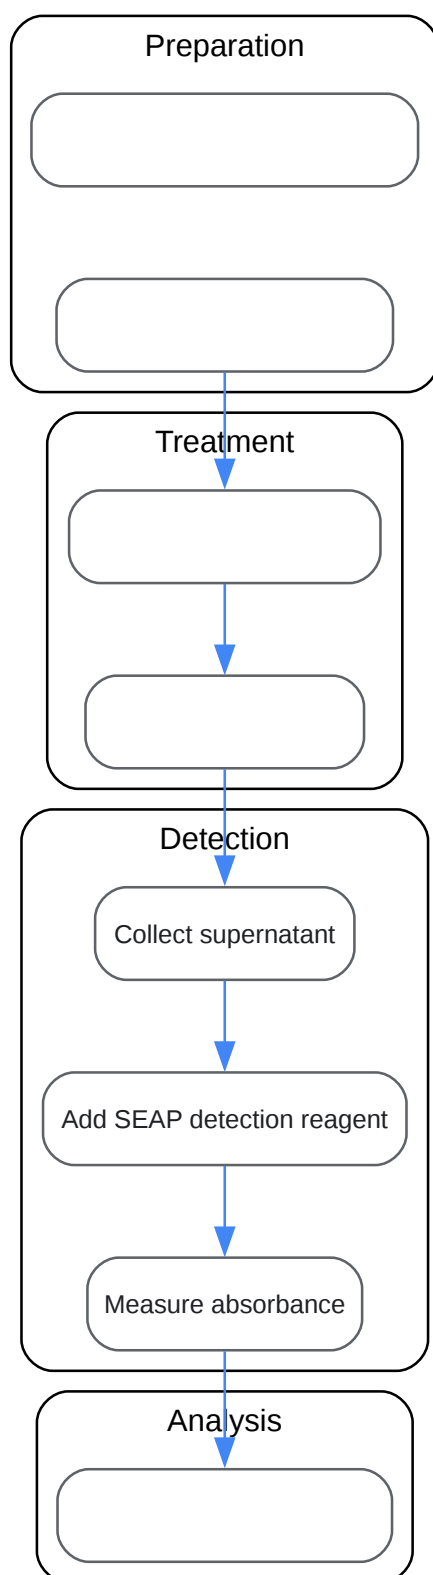 Preparation
Treatment
Detection
Collect supernatant
Add SEAP detection reagent
Measure absorbance
Analysis